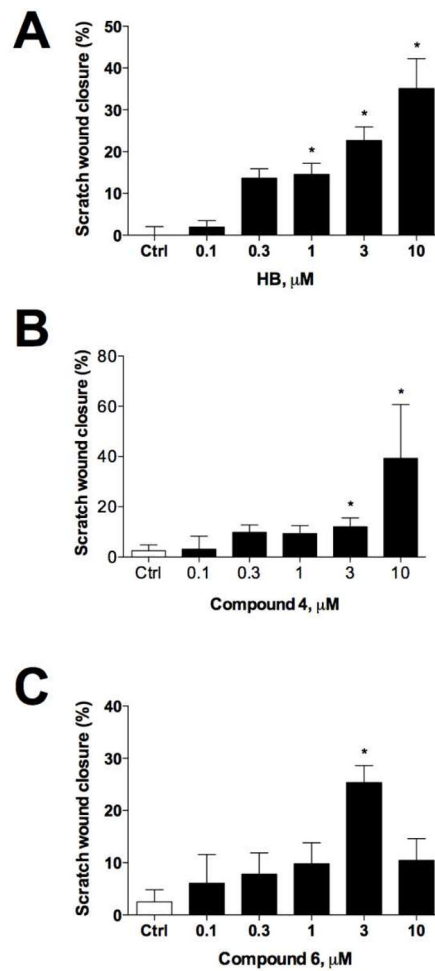 A
Scratch wound closure (%)
50
40
30
20
10
0
*
*
*
Ctrl 0.1 0.3 1 3 10
HB, μM
B
Scratch wound closure (%)
80
60
40
20
0
*
*
Ctrl 0.1 0.3 1 3 10
Compound 4, μM
C
Scratch wound closure (%)
40
30
20
10
0
*
Ctrl 0.1 0.3 1 3 10
Compound 6, μM